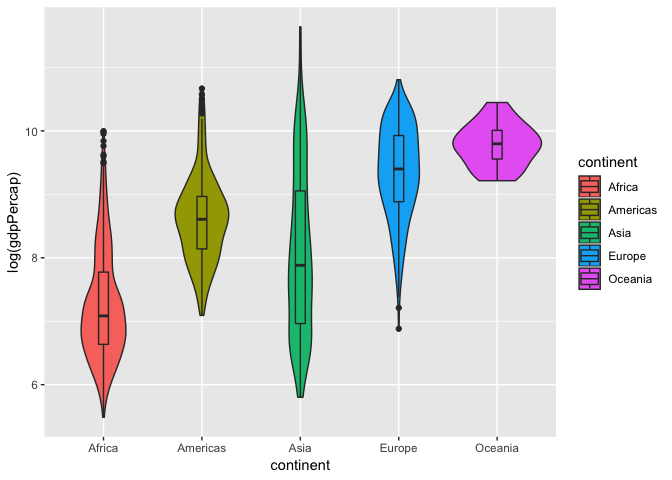 log(gdpPercap)
10
8
6
Africa
Americas
Asia
Europe
Oceania
continent
continent
Africa
Americas
Asia
Europe
Oceania